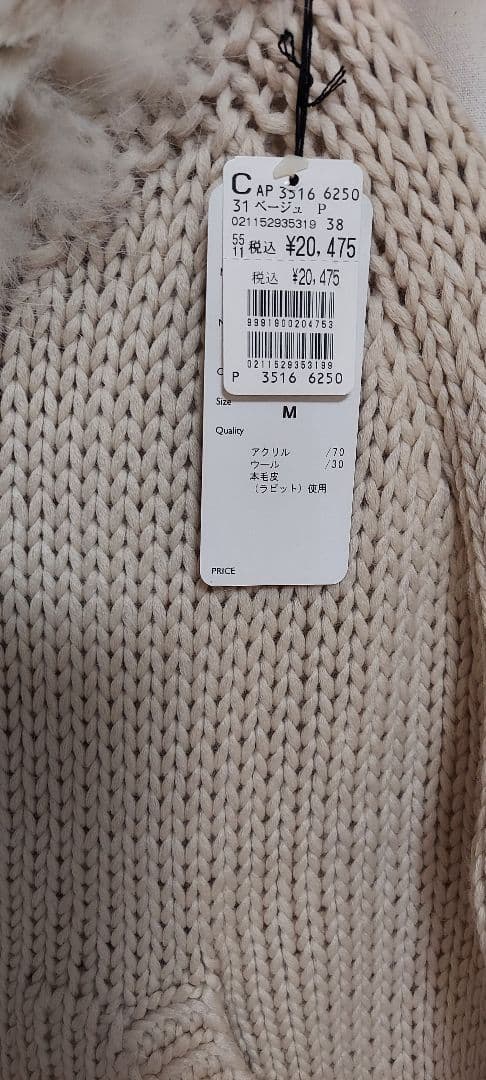 C AP 3516 6250
31 ベージュ P
021152935319 38
55 11 税込 ¥20,475
税込 ¥20,475
9991900204753
0211529353199
P 3516 6250
Size M
Quality
アクリル /70
ウール /30
本毛皮
(ラビット) 使用
PRICE